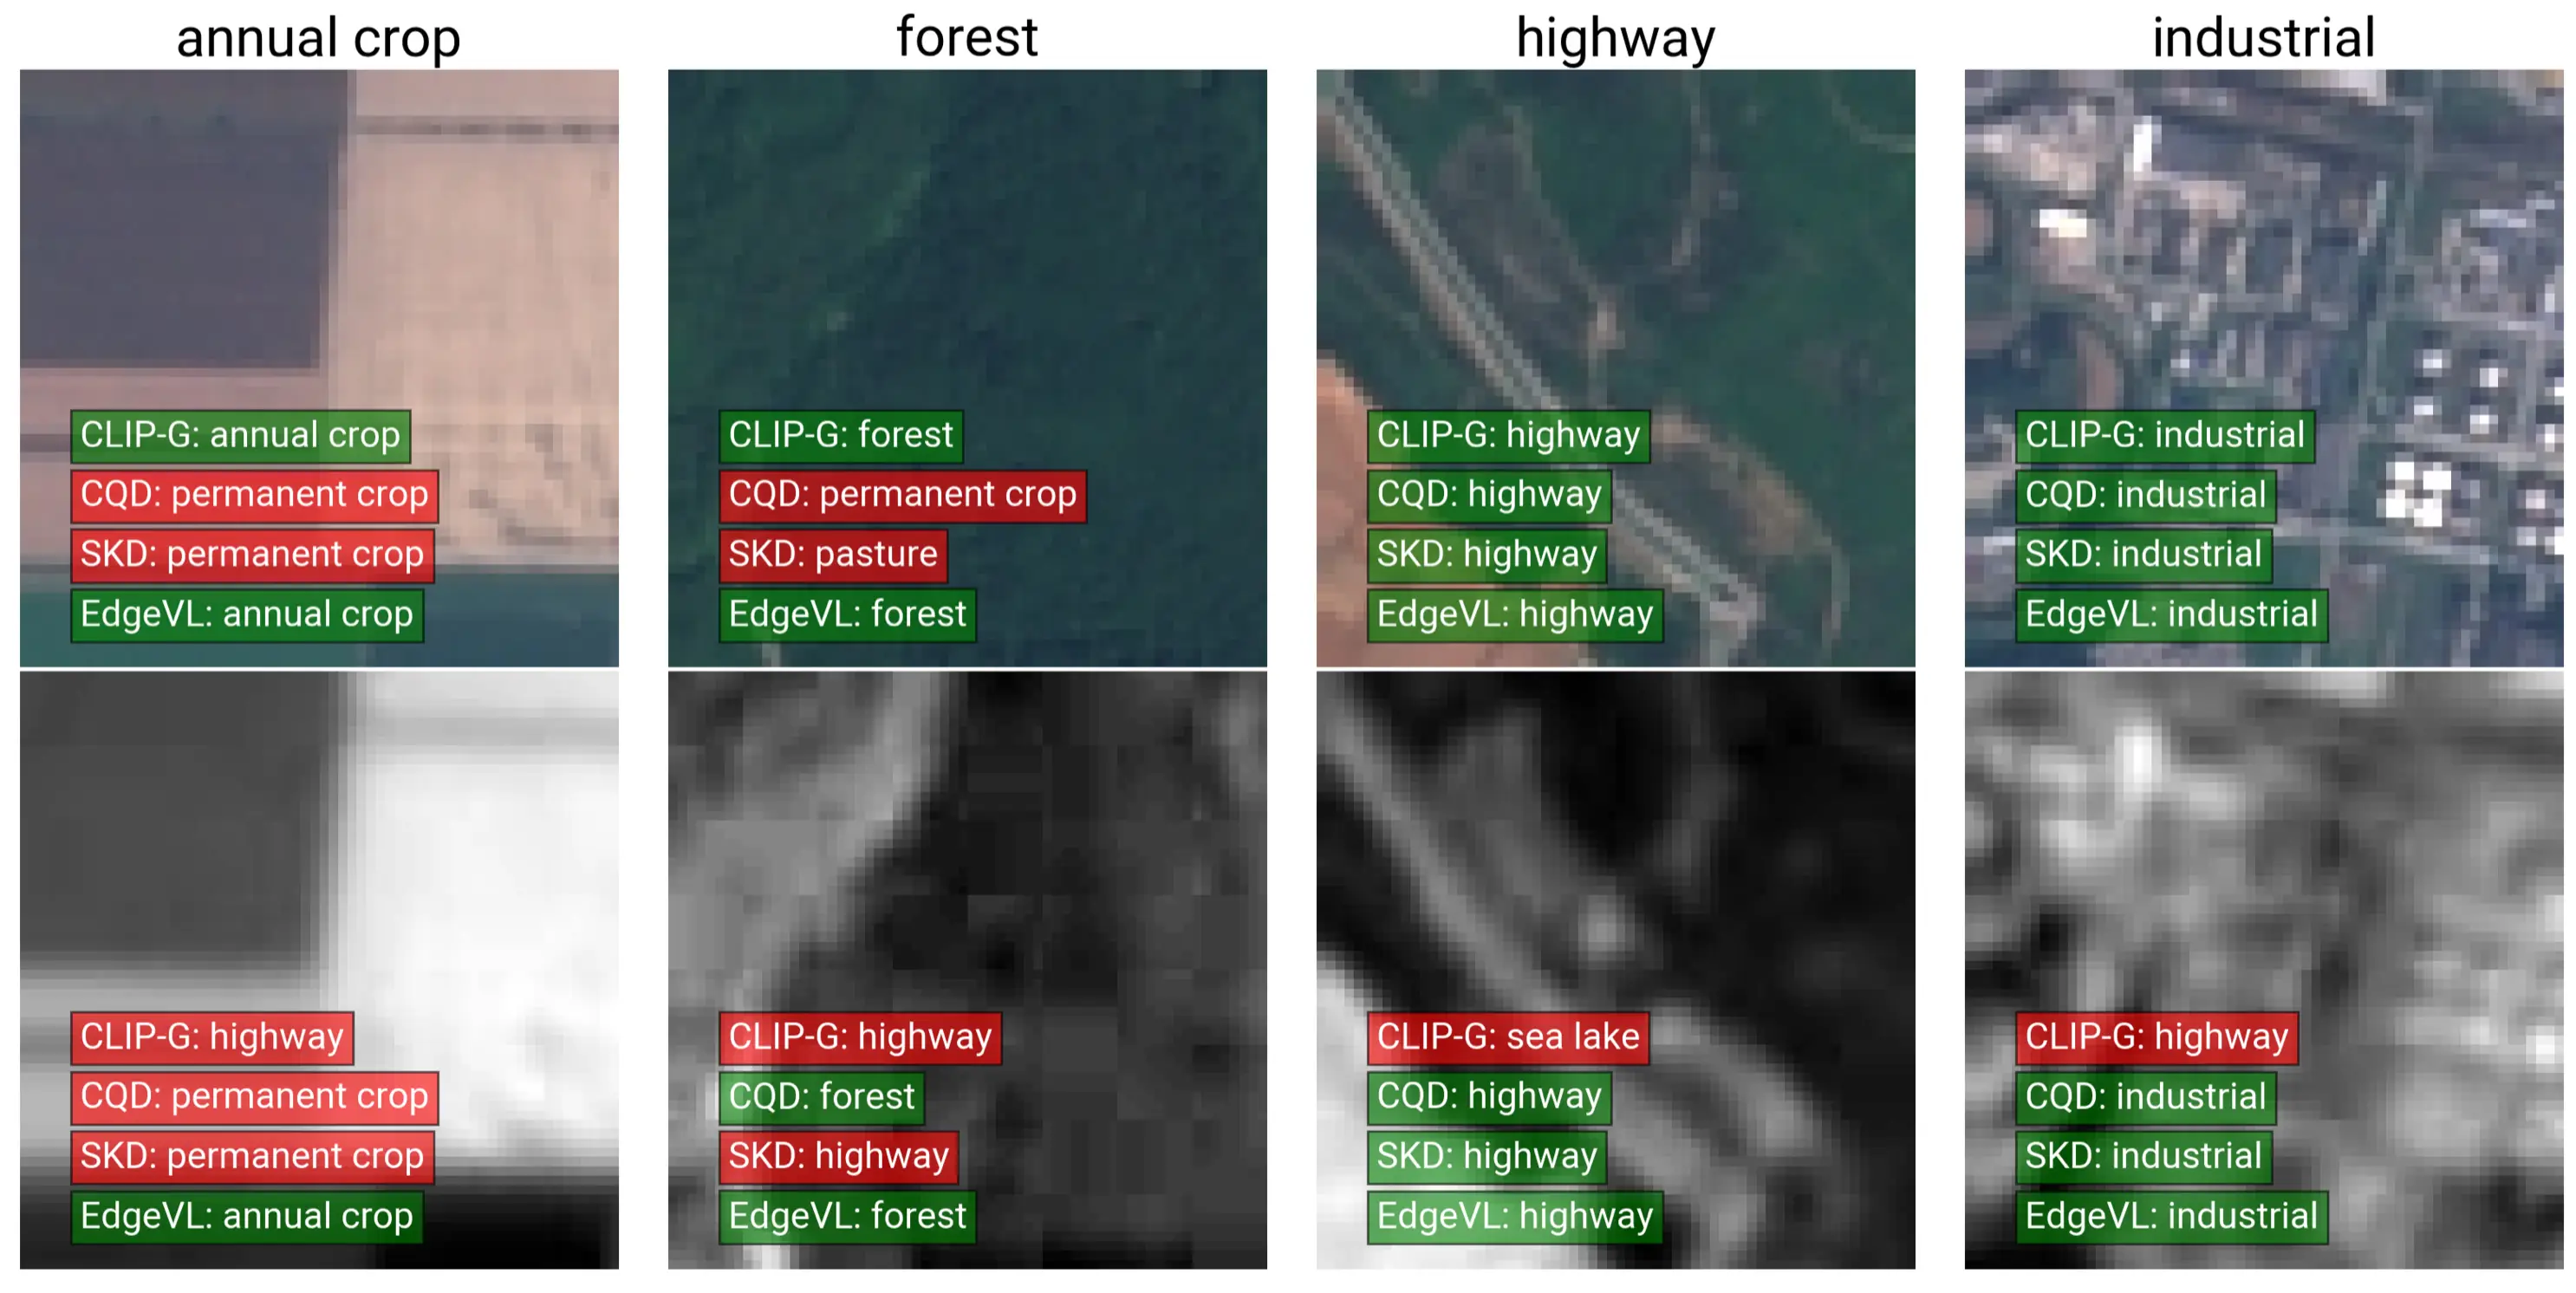 annual crop
forest
highway
industrial
CLIP-G: annual crop
CQD: permanent crop
SKD: permanent crop
EdgeVL: annual crop
CLIP-G: forest
CQD: permanent crop
SKD: pasture
EdgeVL: forest
CLIP-G: highway
CQD: highway
SKD: highway
EdgeVL: highway
CLIP-G: industrial
CQD: industrial
SKD: industrial
EdgeVL: industrial
CLIP-G: highway
CQD: permanent crop
SKD: permanent crop
EdgeVL: annual crop
CLIP-G: highway
CQD: forest
SKD: highway
EdgeVL: forest
CLIP-G: sea lake
CQD: highway
SKD: highway
EdgeVL: highway
CLIP-G: highway
CQD: industrial
SKD: industrial
EdgeVL: industrial